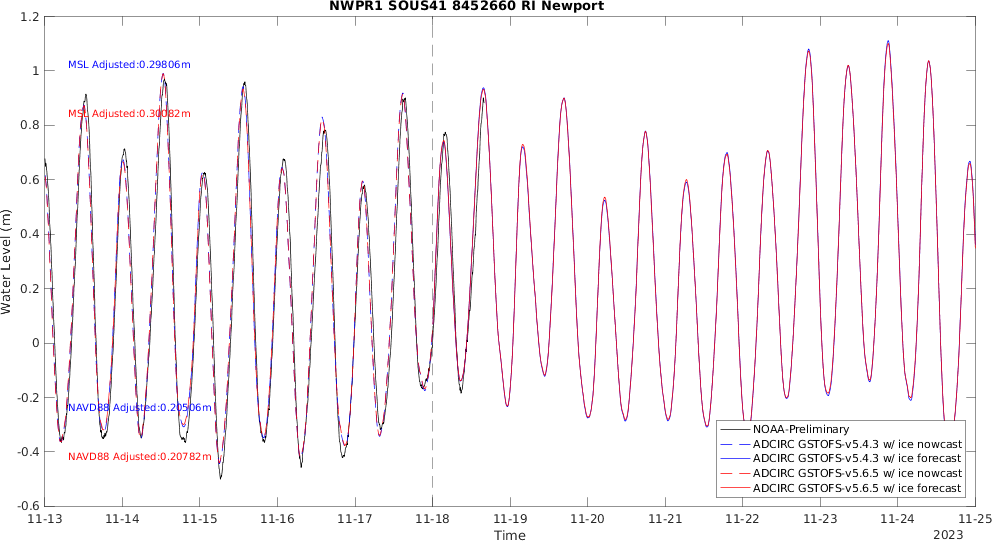 NWPR1 SOUS41 8452660 RI Newport
1.2
1
0.8
0.6
0.4
0.2
0
-0.2
-0.4
-0.6
Water Level (m)
MSL Adjusted:0.29806m
MSL Adjusted:0.30082m
NAVD88 Adjusted:0.20506m
NAVD88 Adjusted:0.20782m
NOAA-Preliminary
ADCIRC GSTOFS-v5.4.3 w/ ice nowcast
ADCIRC GSTOFS-v5.4.3 w/ ice forecast
ADCIRC GSTOFS-v5.6.5 w/ ice nowcast
ADCIRC GSTOFS-v5.6.5 w/ ice forecast
11-13 11-14 11-15 11-16 11-17 11-18 11-19 11-20 11-21 11-22 11-23 11-24 11-25
Time
2023